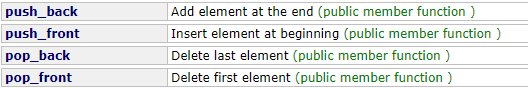 push_back Add element at the end (public member function )
push_front Insert element at beginning (public member function )
pop_back Delete last element (public member function )
pop_front Delete first element (public member function )